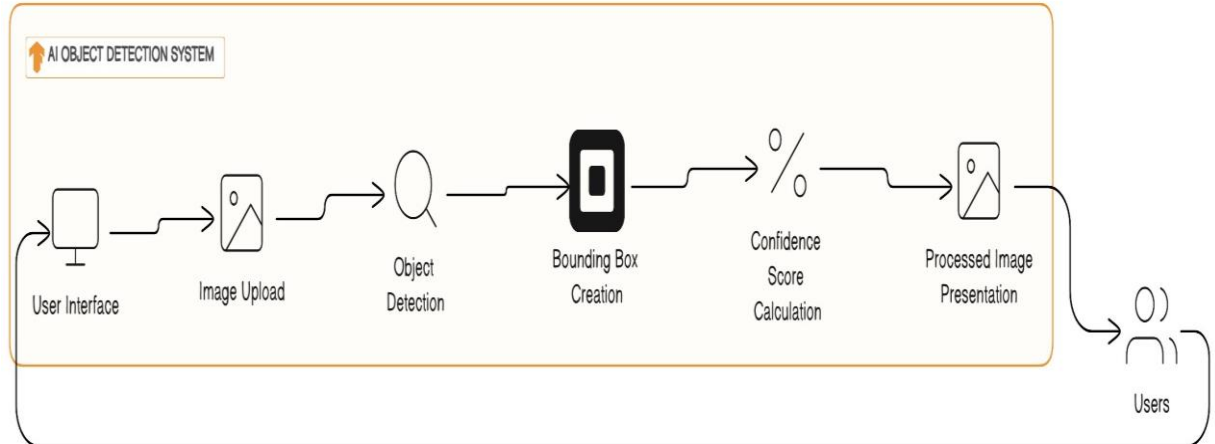 AI OBJECT DETECTION SYSTEM
User Interface
Image Upload
Object
Detection
Bounding Box
Creation
Confidence
Score
Calculation
Processed Image
Presentation
Users